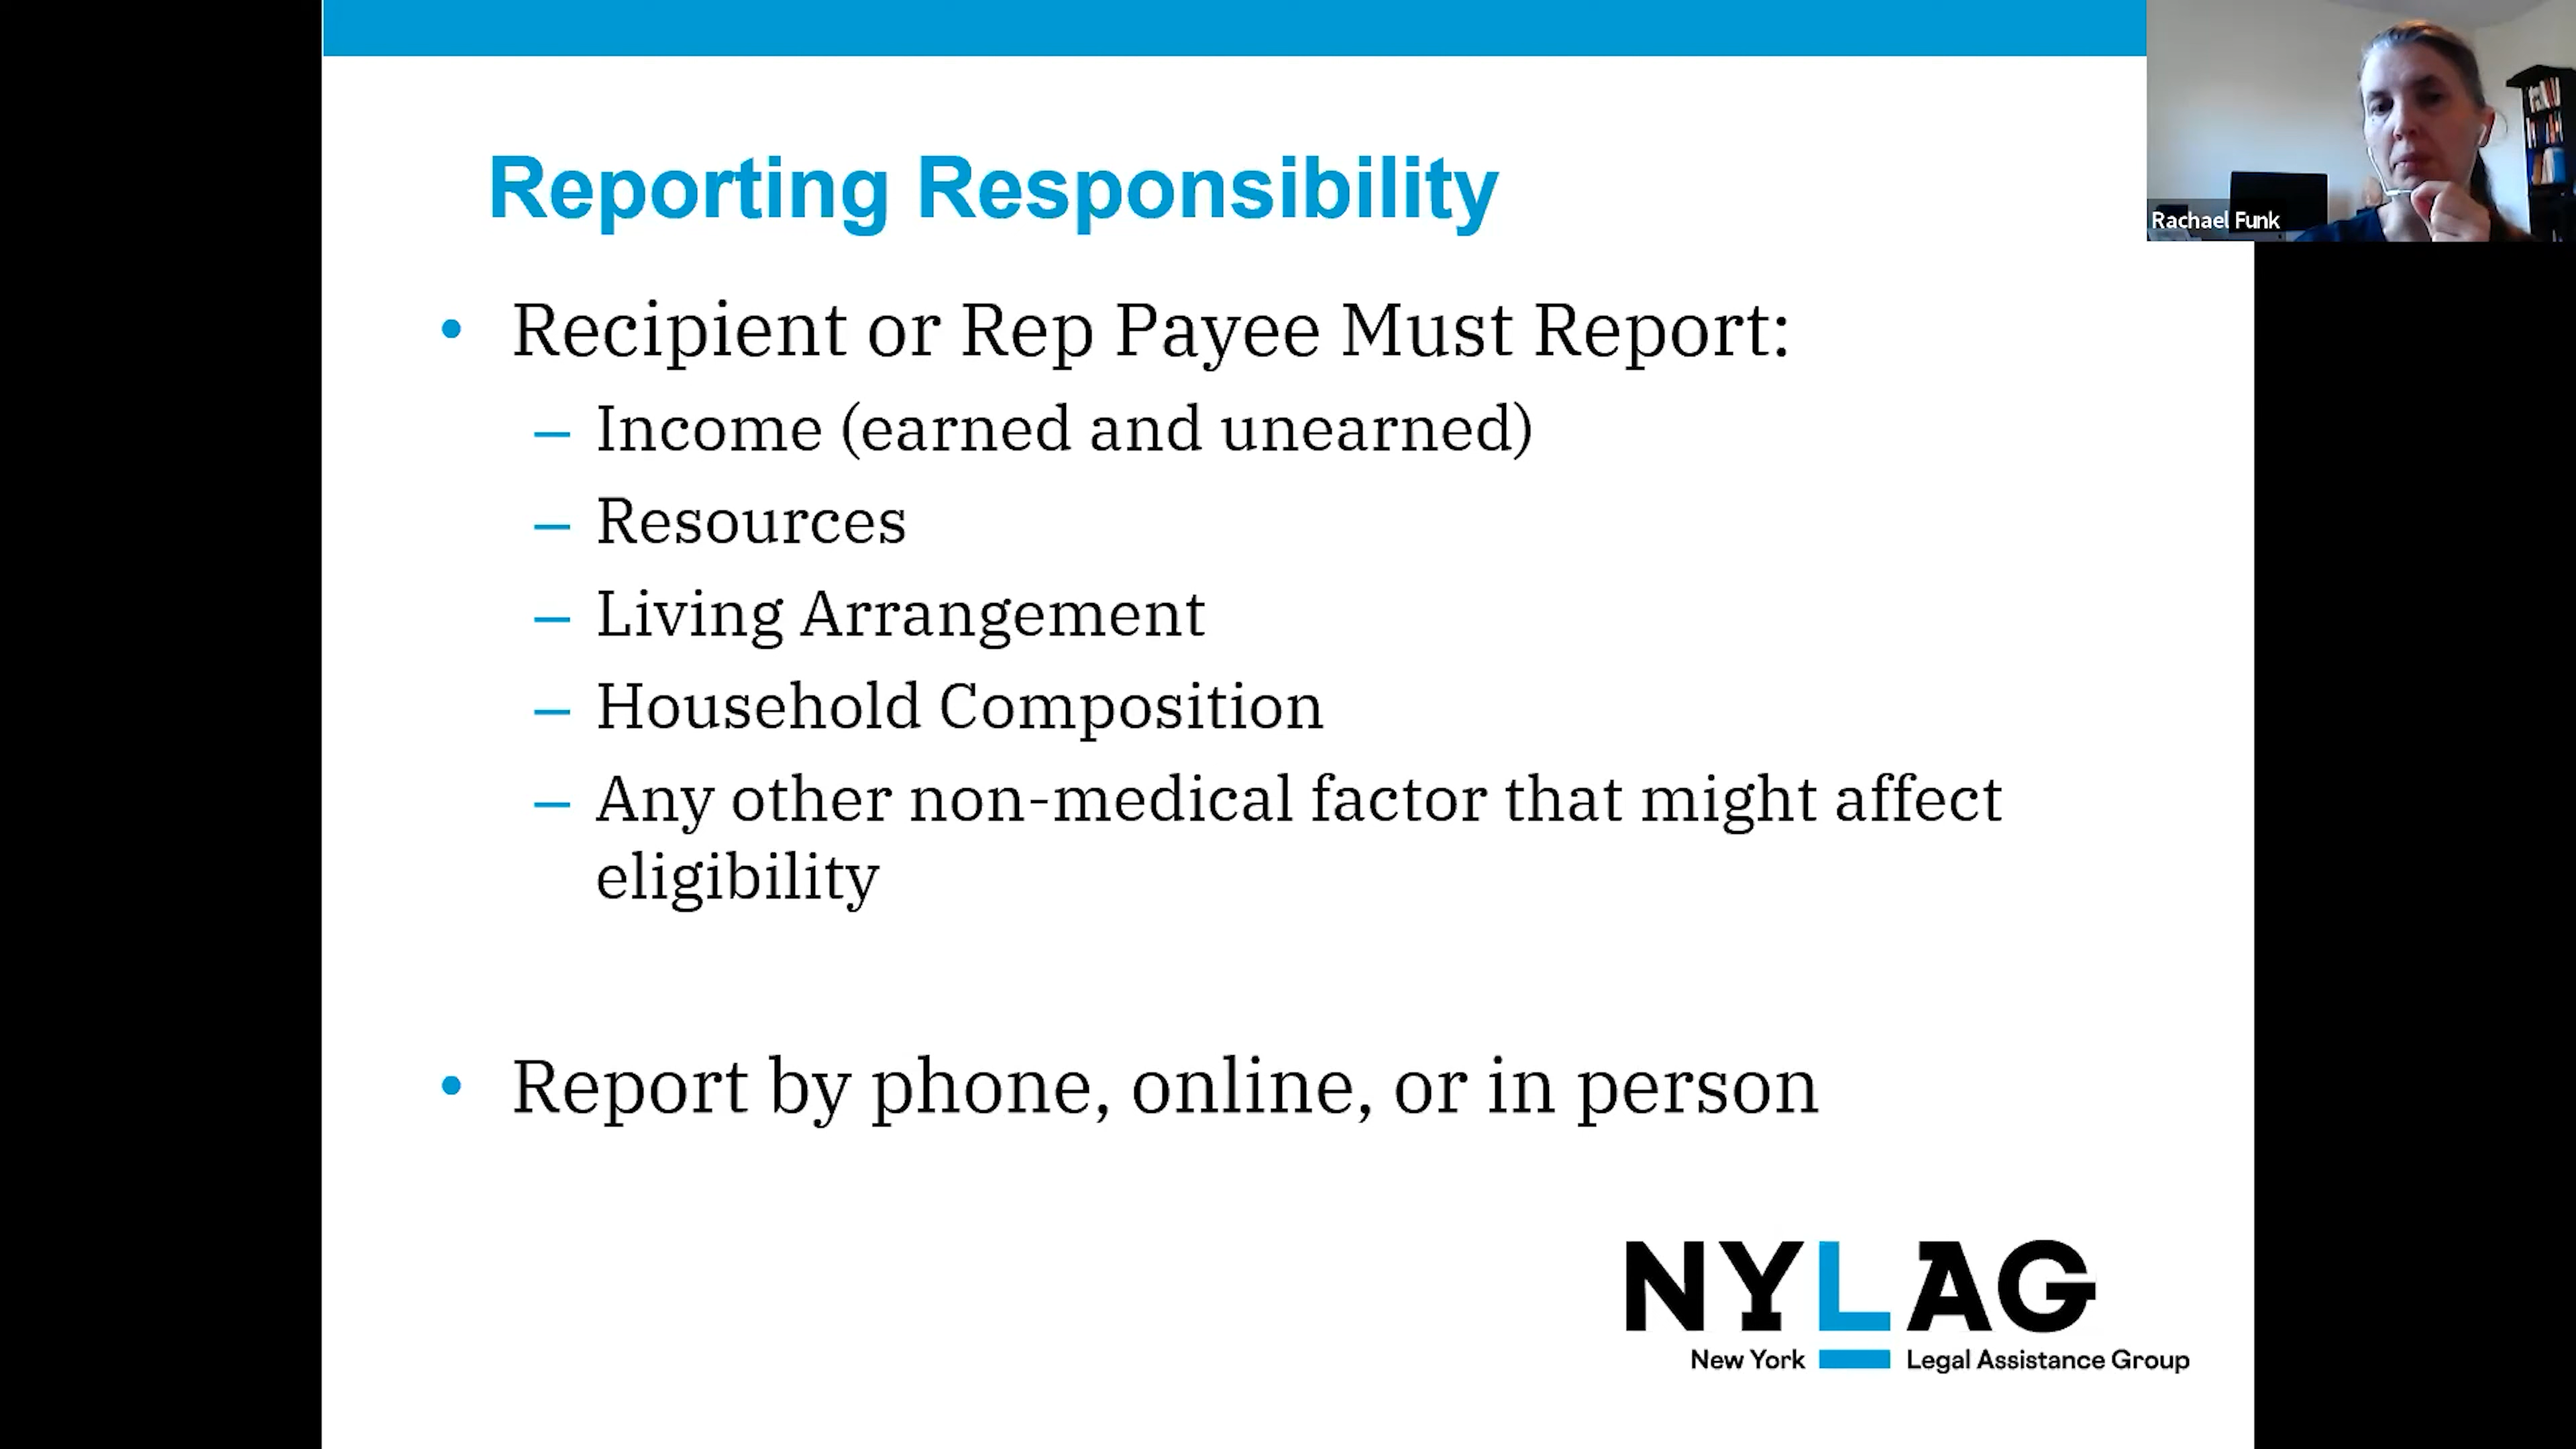 Reporting Responsibility
Rachael Funk
• Recipient or Rep Payee Must Report:
– Income (earned and unearned)
– Resources
– Living Arrangement
– Household Composition
– Any other non-medical factor that might affect
eligibility
• Report by phone, online, or in person
NYLAG
New York Legal Assistance Group